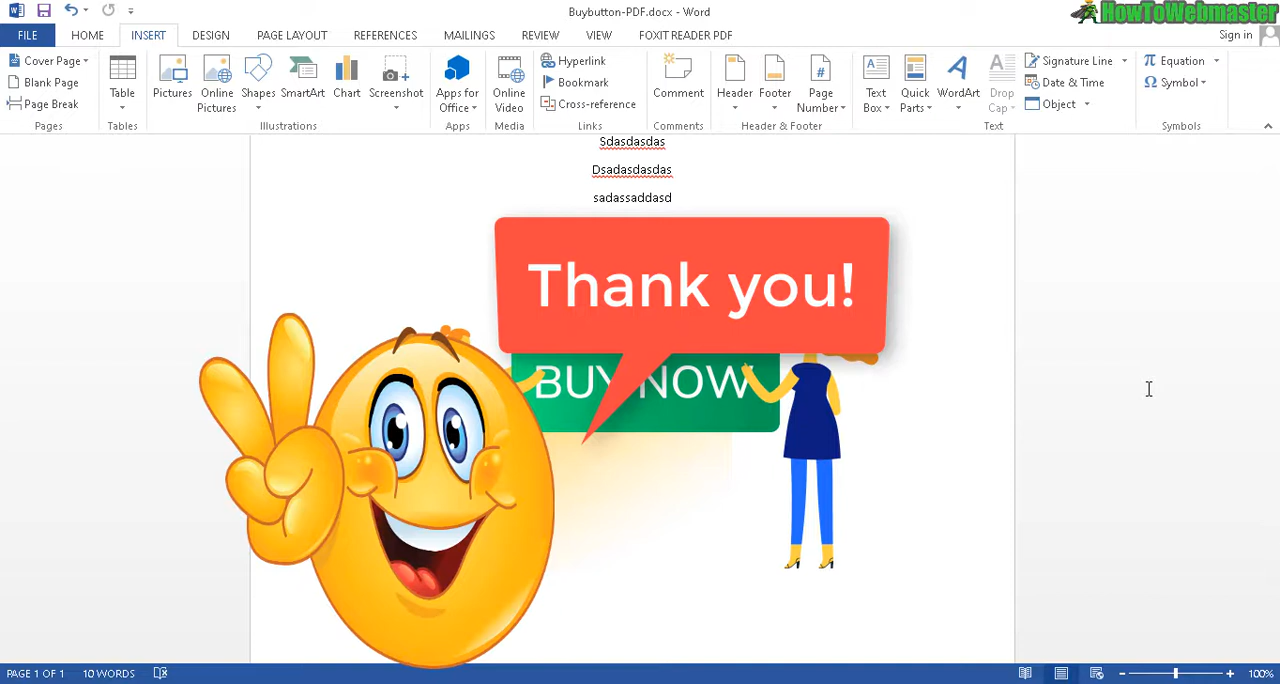 Buybutton-PDF.docx - Word
HowToWebmaster
FILE HOME INSERT DESIGN PAGE LAYOUT REFERENCES MAILINGS REVIEW VIEW FOXIT READER PDF Sign in
Cover Page
Blank Page
Page Break
Pages
Table
Tables
Pictures
Online
Pictures
Shapes
SmartArt
Chart
Screenshot
Illustrations
Apps for
Office
Apps
Online
Video
Media
Hyperlink
Bookmark
Cross-reference
Links
Comment
Comments
Header
Footer
Page
Number
Header & Footer
Text
Box
Quick
Parts
WordArt
Drop
Cap
Signature Line
Date & Time
Object
Text
π Equation
Ω Symbol
Symbols
Sdasdasdas
Dsadasdasdas
sadassaddasd
Thank you!
BUY NOW
PAGE 1 OF 1 10 WORDS 100%